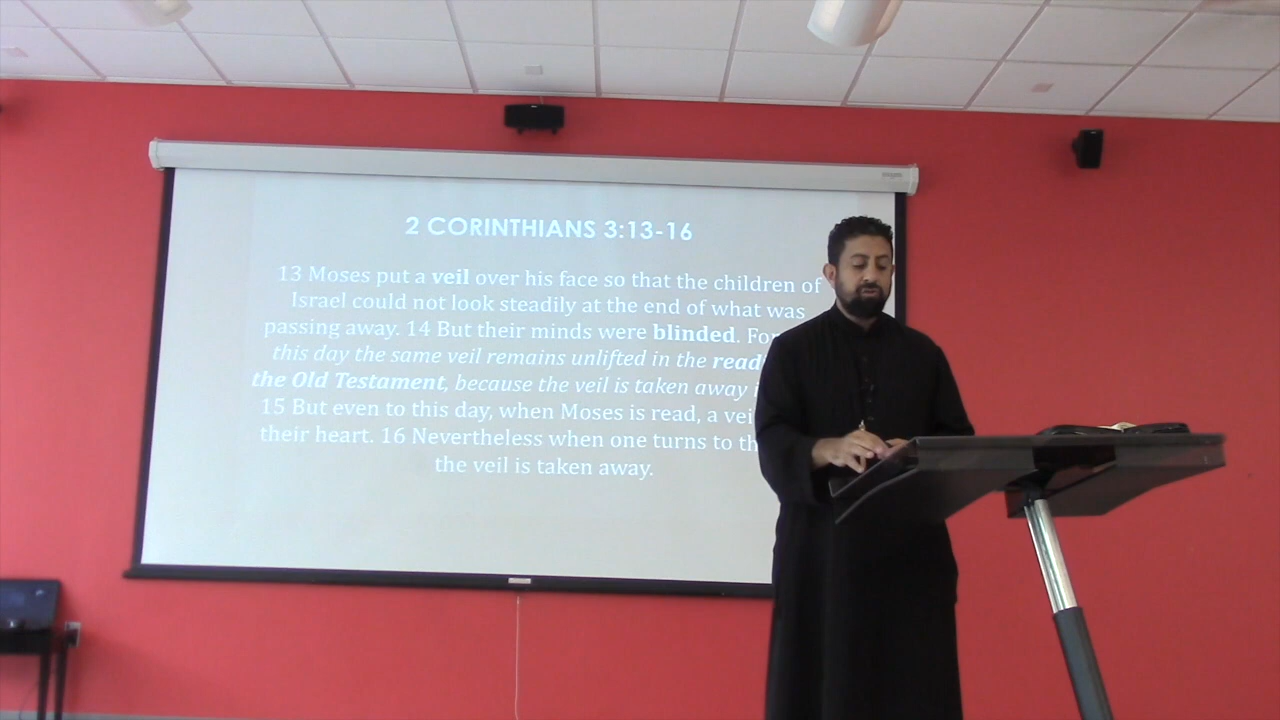 2 CORINTHIANS 3:13-16
13 Moses put a veil over his face so that the children of
Israel could not look steadily at the end of what was
passing away. 14 But their minds were blinded. For
this day the same veil remains unlifted in the
the Old Testament, because the veil is taken away
15 But even to this day, when Moses is read, a
their heart. 16 Nevertheless when one turns to
the veil is taken away.